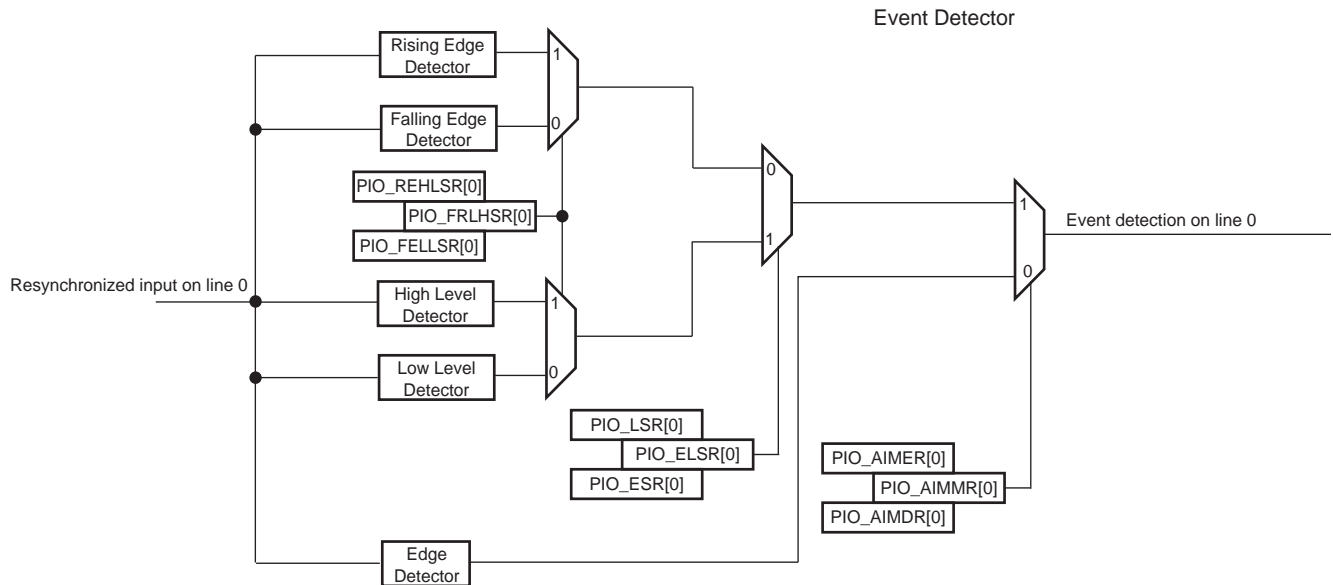 Event Detector
Rising Edge
Detector
1
Falling Edge
Detector
0
0
PIO_REHLSR[0]
PIO_FRLHSR[0]
PIO_FELLSR[0]
1
1
Event detection on line 0
0
Resynchronized input on line 0
High Level
Detector
1
Low Level
Detector
0
PIO_LSR[0]
PIO_ELSR[0]
PIO_ESR[0]
PIO_AIMER[0]
PIO_AIMMR[0]
PIO_AIMDR[0]
Edge
Detector